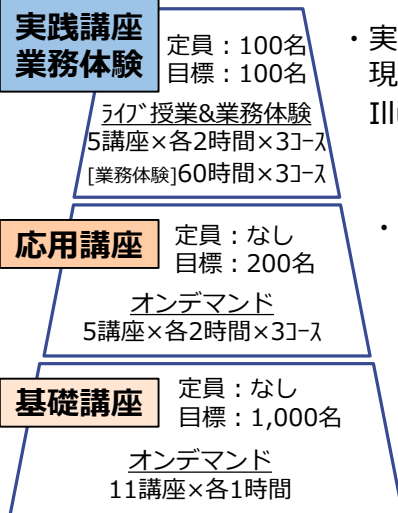 実践講座
業務体験
定員：100名
目標：100名
ﾗｲﾌﾞ授業&業務体験
5講座×各2時間×3ｺｰｽ
[業務体験]60時間×3ｺｰｽ
・実
現
Ill
応用講座
定員：なし
目標：200名
オンデマンド
5講座×各2時間×3ｺｰｽ
・
基礎講座
定員：なし
目標：1,000名
オンデマンド
11講座×各1時間